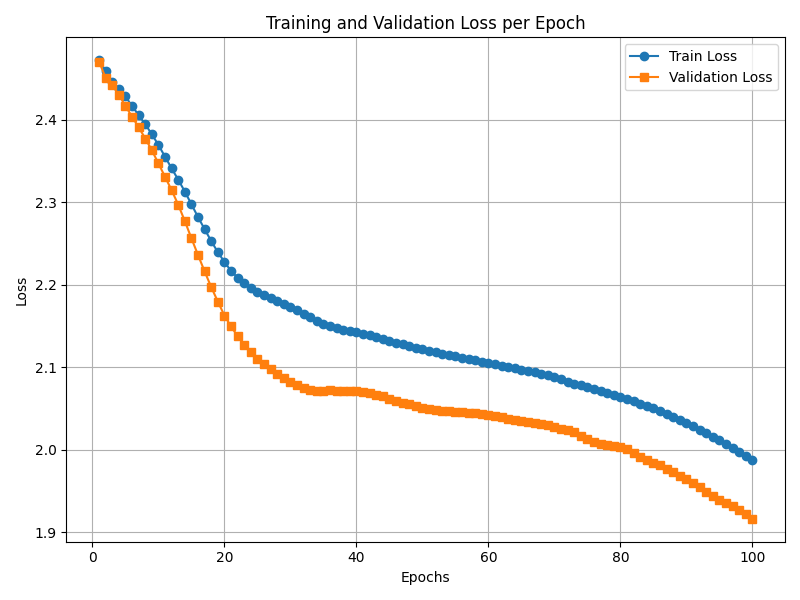 Training and Validation Loss per Epoch
Train Loss
Validation Loss
Loss
2.4
2.3
2.2
2.1
2.0
1.9
0 20 40 60 80 100
Epochs